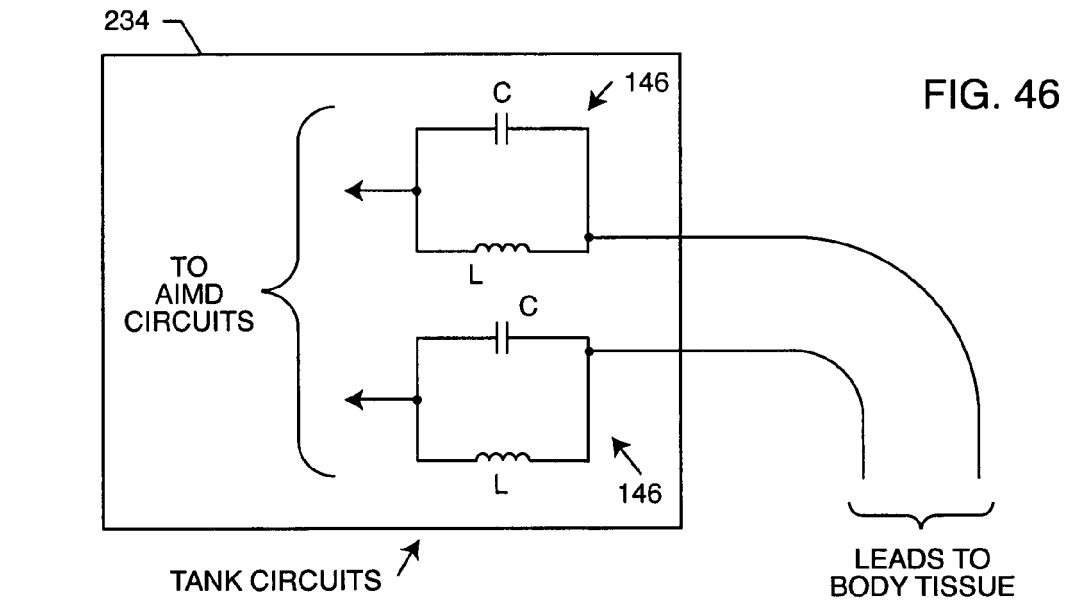 234
C
146
FIG. 46
TO
AIMD
CIRCUITS
L
C
L
146
TANK CIRCUITS
LEADS TO
BODY TISSUE